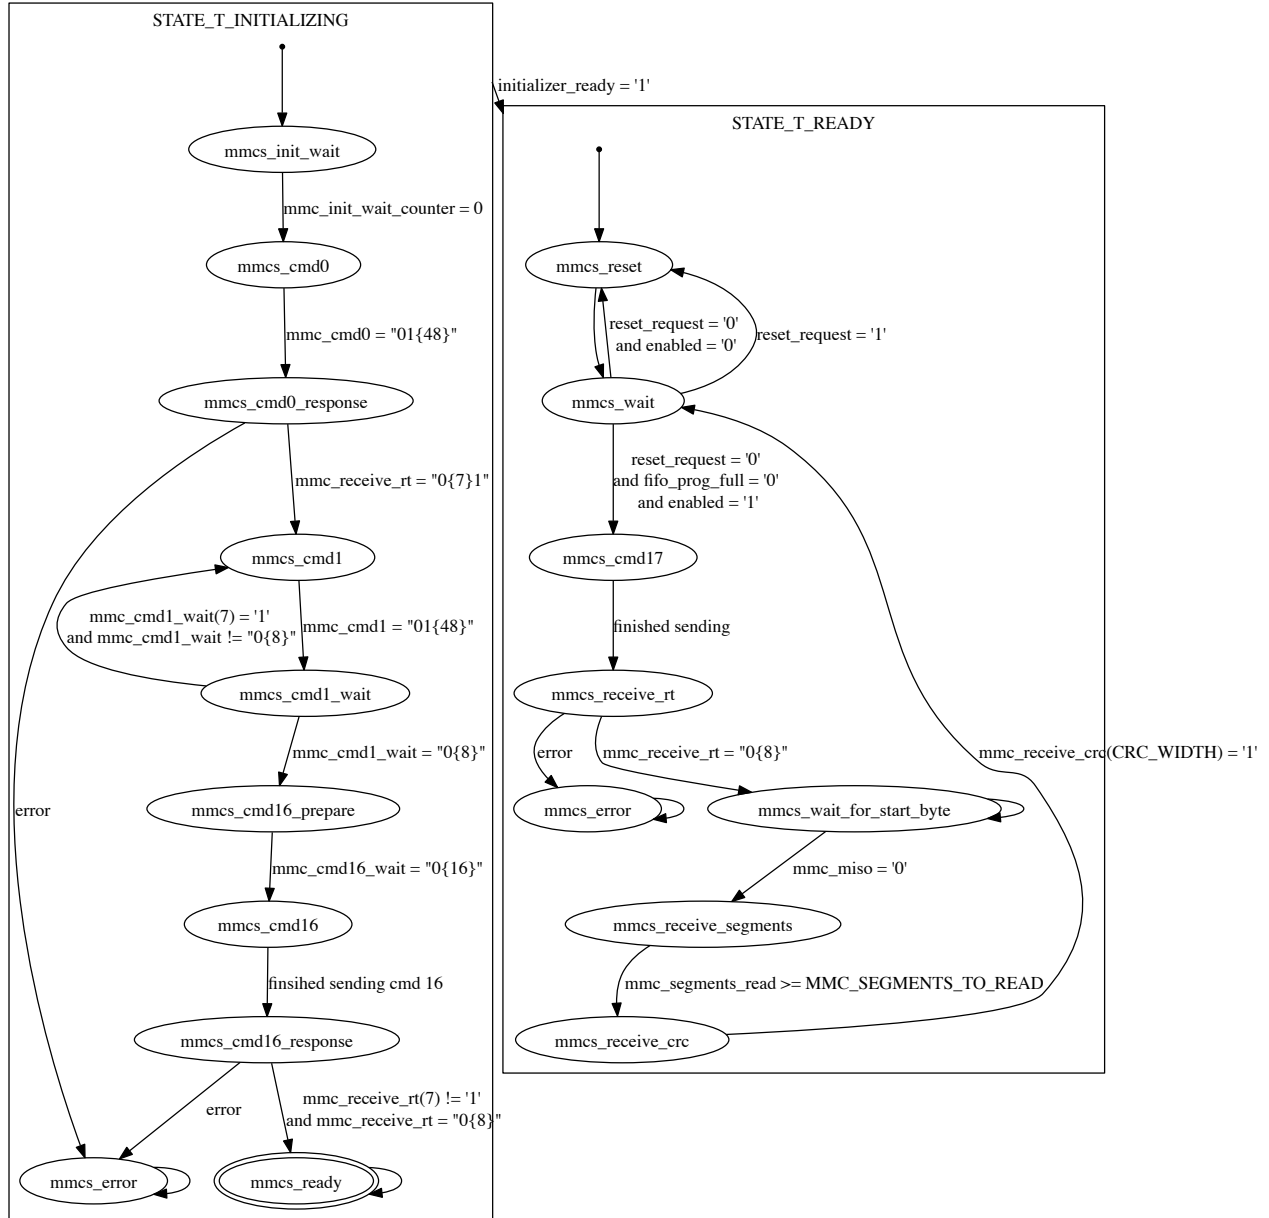 STATE_T_INITIALIZING
mmcs_init_wait
mmc_init_wait_counter = 0
mmcs_cmd0
mmc_cmd0 = "01{48}"
mmcs_cmd0_response
mmc_receive_rt = "0{7}1"
mmcs_cmd1
mmc_cmd1_wait(7) = '1'
and mmc_cmd1_wait != "0{8}"
mmc_cmd1 = "01{48}"
mmcs_cmd1_wait
mmc_cmd1_wait = "0{8}"
error
mmcs_cmd16_prepare
mmc_cmd16_wait = "0{16}"
mmcs_cmd16
finsihed sending cmd 16
mmcs_cmd16_response
error
mmc_receive_rt(7) != '1'
and mmc_receive_rt = "0{8}"
mmcs_error
mmcs_ready
initializer_ready = '1'
STATE_T_READY
mmcs_reset
reset_request = '0'
and enabled = '0'
reset_request = '1'
mmcs_wait
reset_request = '0'
and fifo_prog_full = '0'
and enabled = '1'
mmcs_cmd17
finished sending
mmcs_receive_rt
error
mmc_receive_rt = "0{8}"
mmc_receive_crc(CRC_WIDTH) = '1'
mmcs_error
mmcs_wait_for_start_byte
mmc_miso = '0'
mmcs_receive_segments
mmc_segments_read >= MMC_SEGMENTS_TO_READ
mmcs_receive_crc